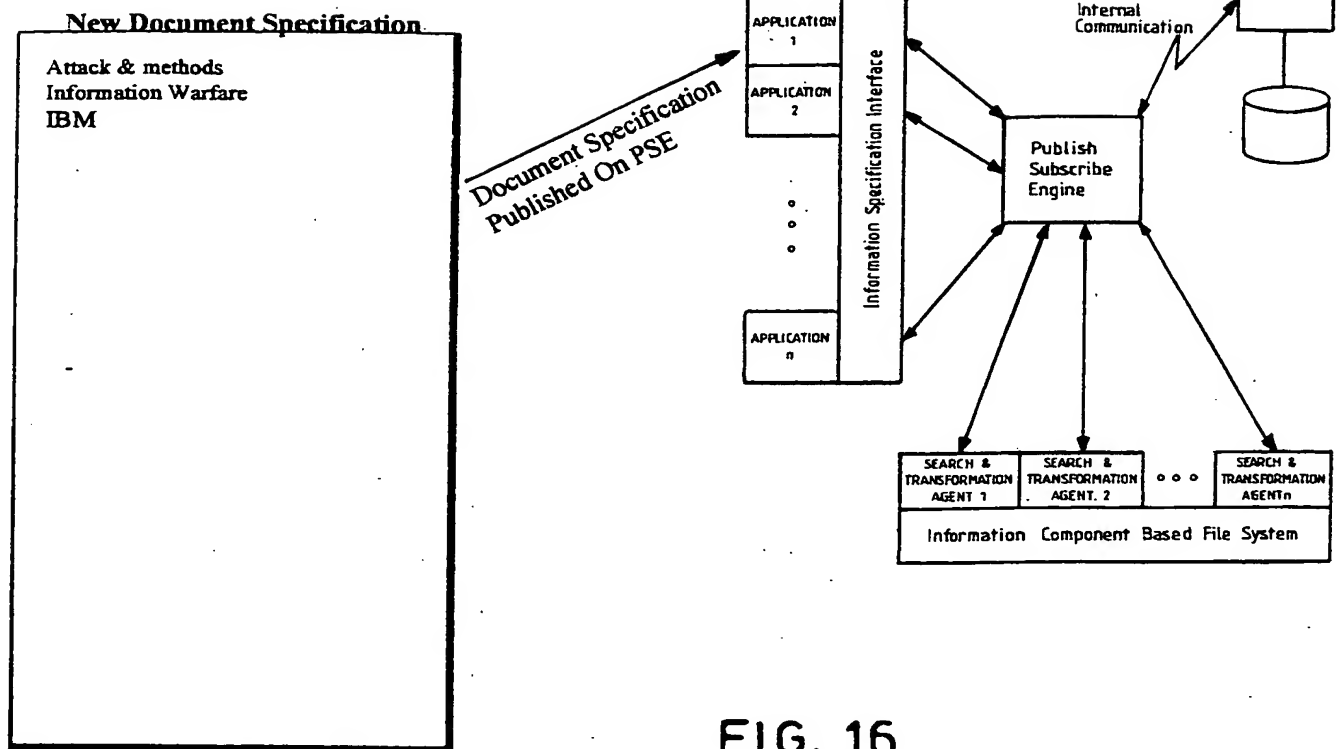 New Document Specification
Attack & methods
Information Warfare
IBM
Document Specification
Published On PSE
APPLICATION
1
APPLICATION
2
APPLICATION
n
Information Specification Interface
Internal
Communication
Publish
Subscribe
Engine
SEARCH &
TRANSFORMATION
AGENT 1
SEARCH &
TRANSFORMATION
AGENT. 2
SEARCH &
TRANSFORMATION
AGENTn
Information Component Based File System
FIG. 16